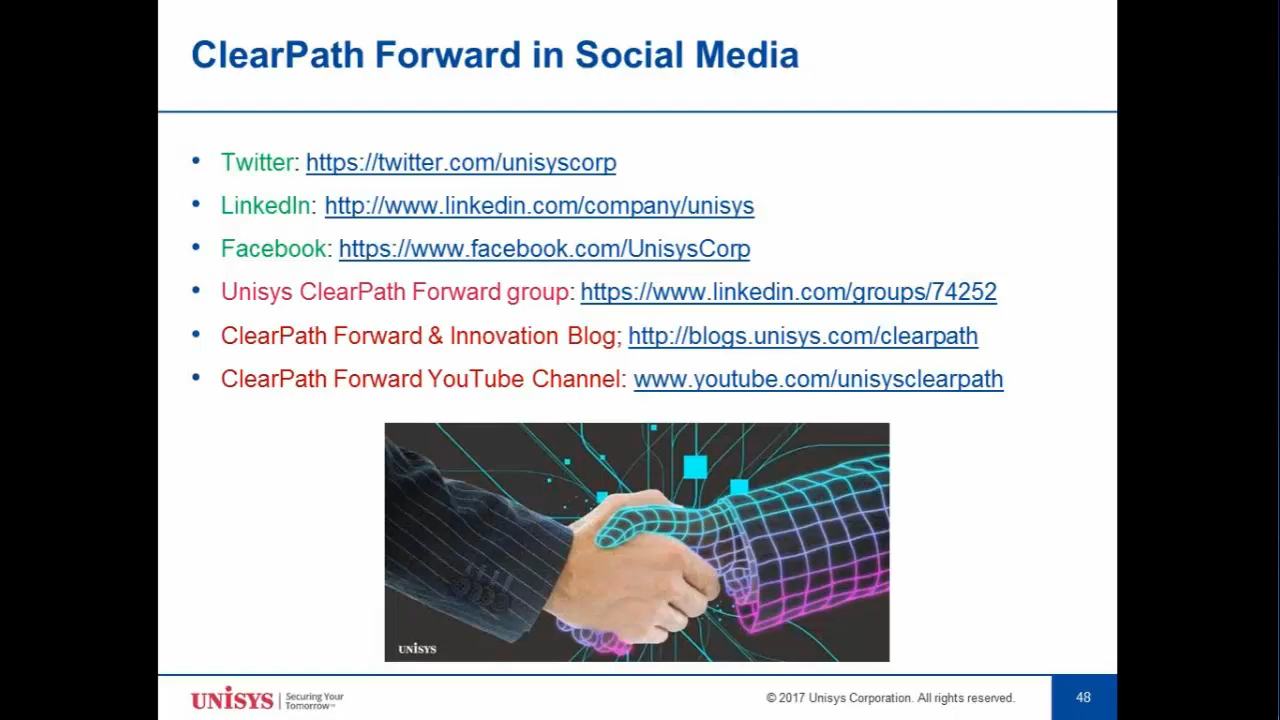 ClearPath Forward in Social Media
• Twitter: https://twitter.com/unisyscorp
• LinkedIn: http://www.linkedin.com/company/unisys
• Facebook: https://www.facebook.com/UnisysCorp
• Unisys ClearPath Forward group: https://www.linkedin.com/groups/74252
• ClearPath Forward & Innovation Blog; http://blogs.unisys.com/clearpath
• ClearPath Forward YouTube Channel: www.youtube.com/unisysclearpath
UNISYS
UNISYS
Securing Your
Tomorrow™
© 2017 Unisys Corporation. All rights reserved.
48